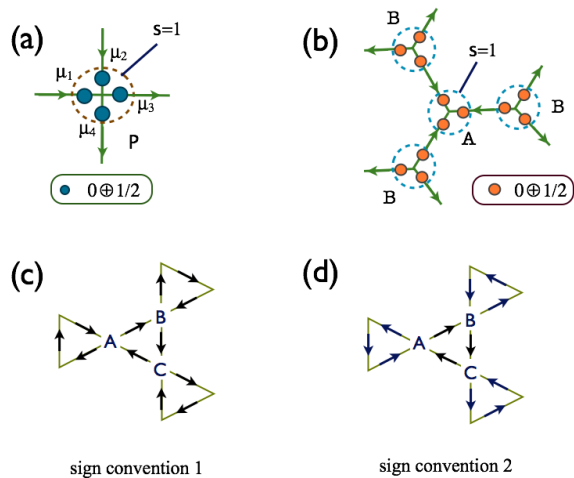 (a)
s=1
μ₂
μ₁
μ₃
μ₄
P
0⊕1/2
(b)
B
s=1
B
A
B
0⊕1/2
(c)
B
A
C
sign convention 1
(d)
B
A
C
sign convention 2